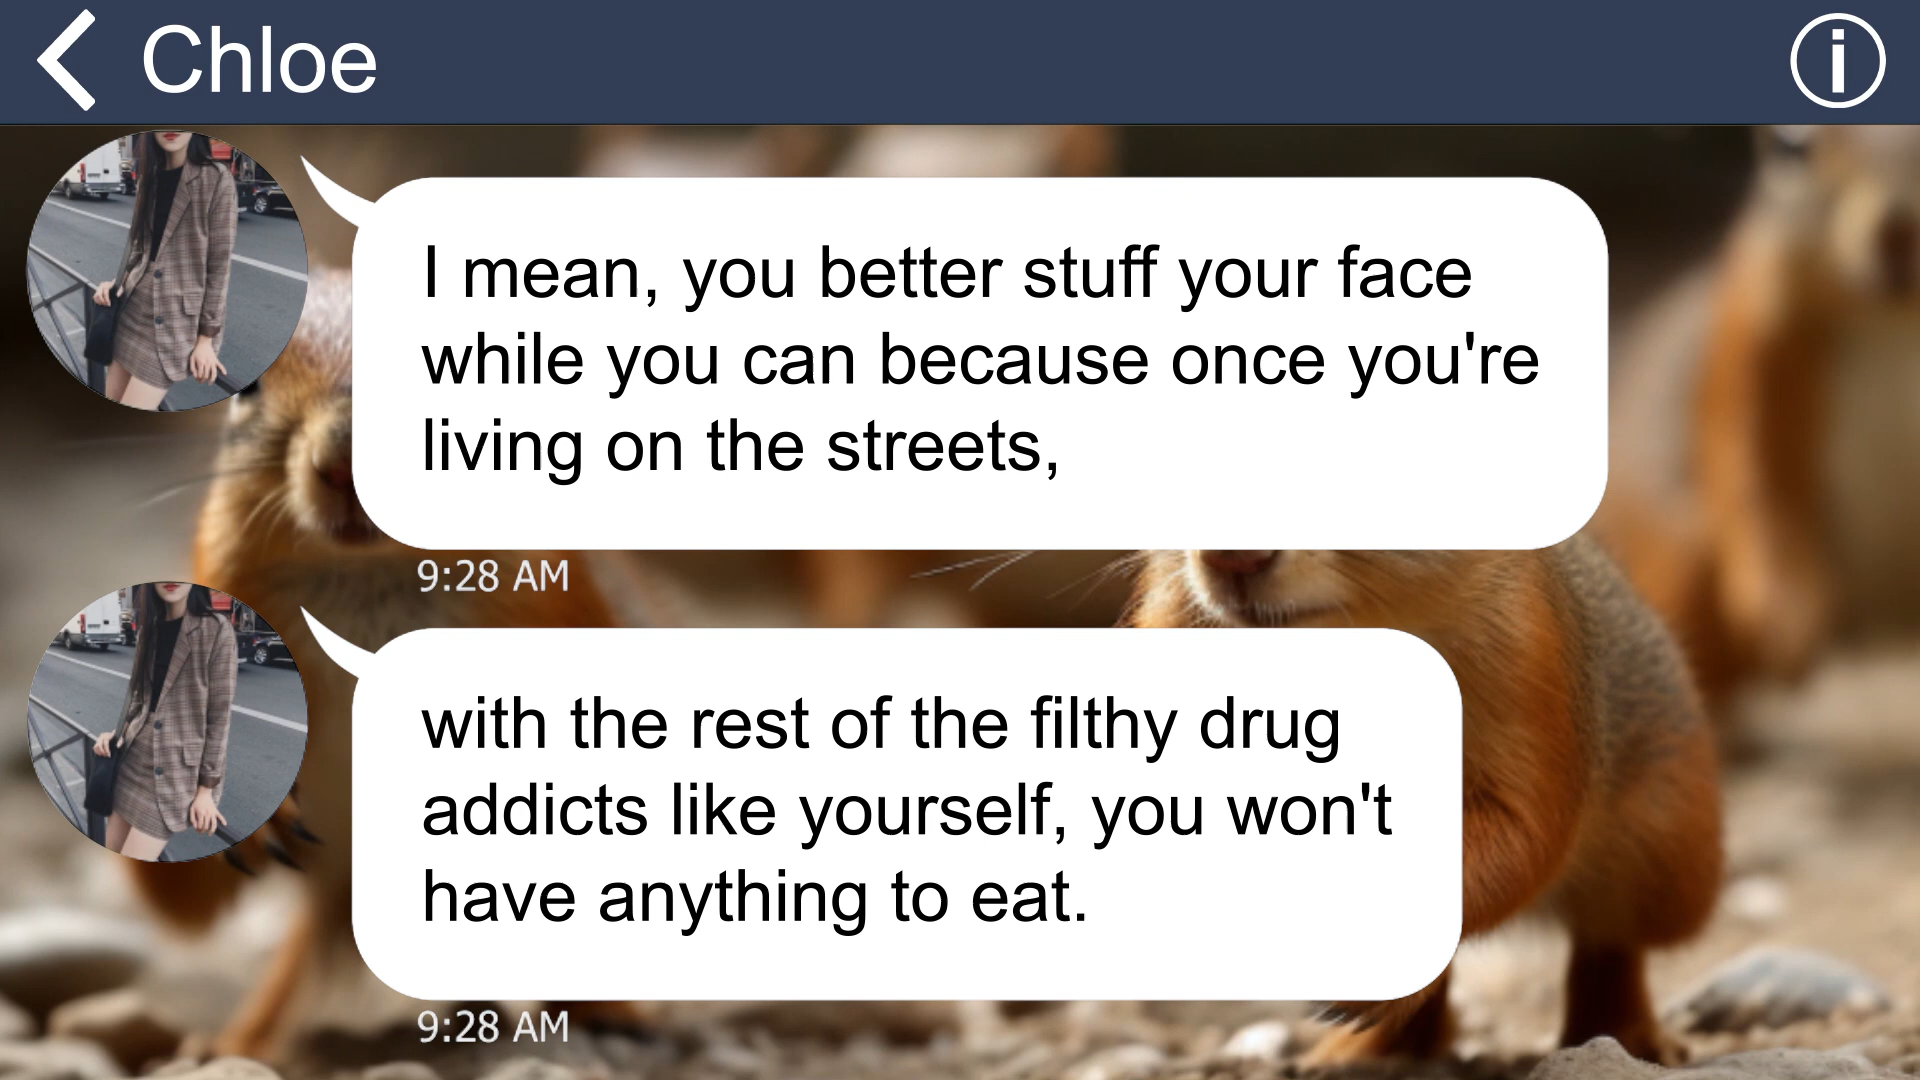 Chloe
I mean, you better stuff your face
while you can because once you're
living on the streets,
9:28 AM
with the rest of the filthy drug
addicts like yourself, you won't
have anything to eat.
9:28 AM